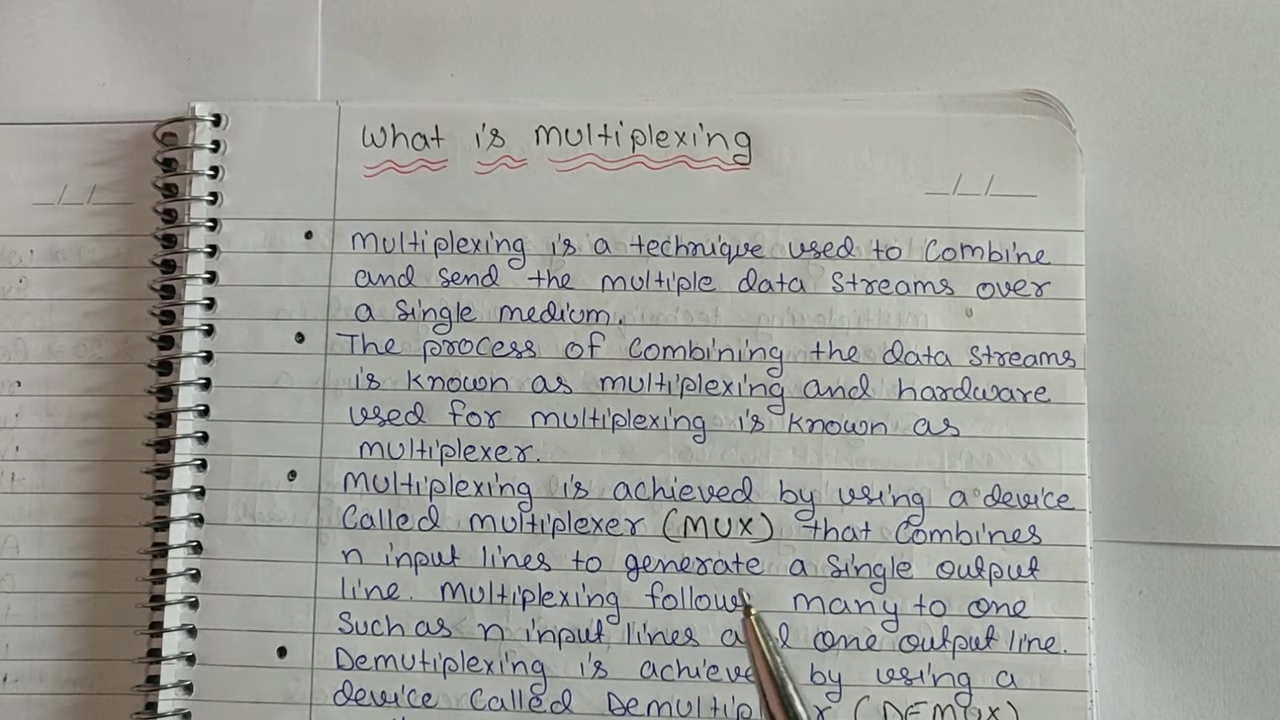 What is multiplexing
_/_/_
multiplexing is a technique used to combine
and send the multiple data streams over
a single medium.
The process of combining the data streams
is known as multiplexing and hardware
used for multiplexing is known as
multiplexer.
multiplexing is achieved by using a device
called multiplexer (MUX) that combines
n input lines to generate a single output
line. multiplexing follows many to one
such as n input lines and one output line.
Demutiplexing is achieved by using a
device called (DEMUX)